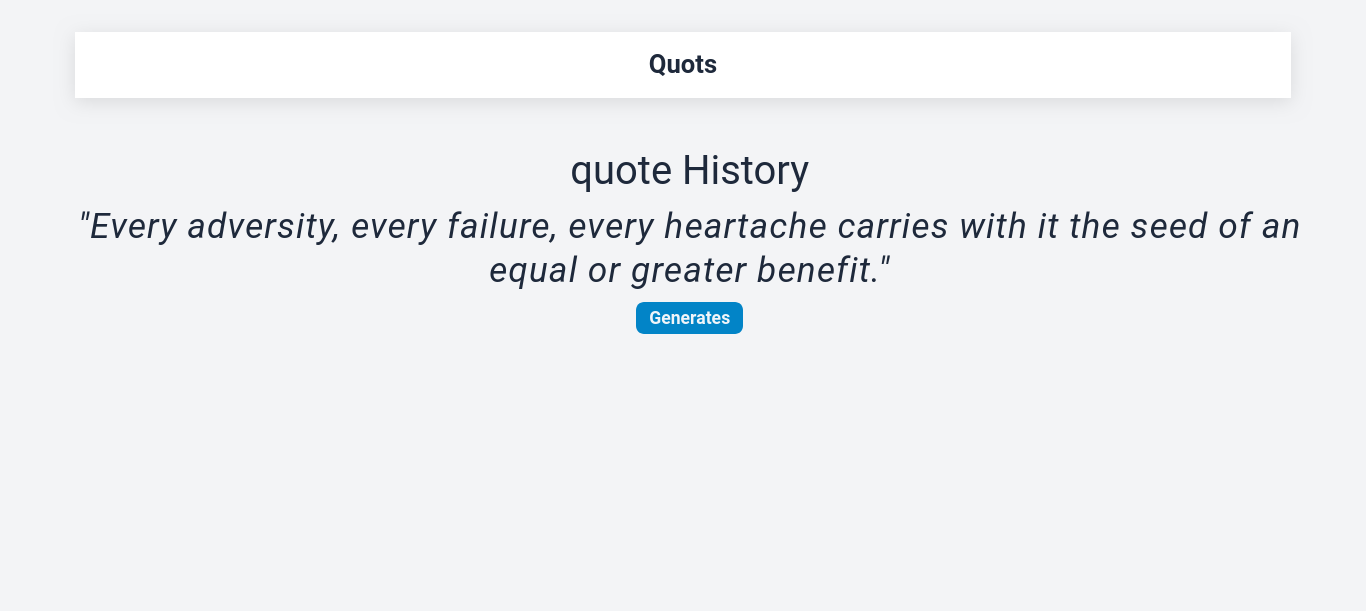 Quots
quote History
"Every adversity, every failure, every heartache carries with it the seed of an
equal or greater benefit."
Generates